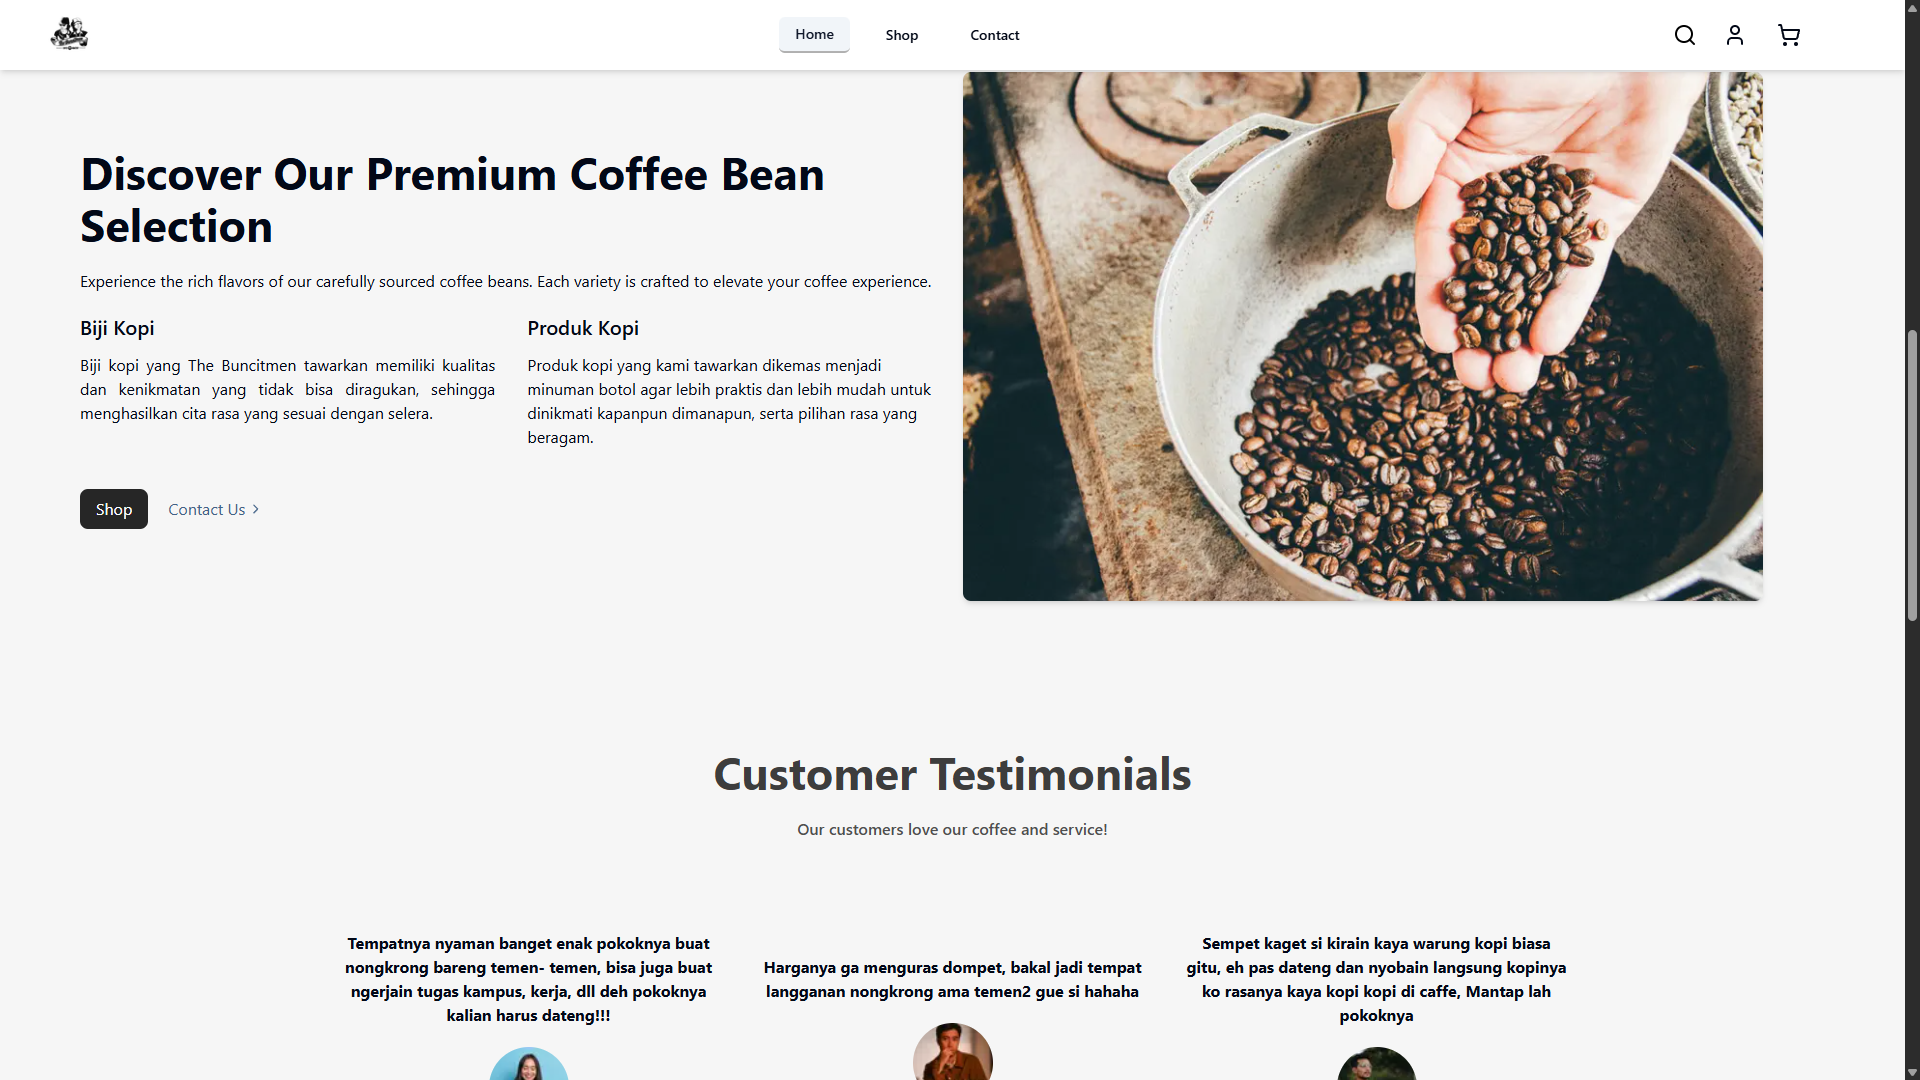 Home
Shop
Contact
Discover Our Premium Coffee Bean
Selection
Experience the rich flavors of our carefully sourced coffee beans. Each variety is crafted to elevate your coffee experience.
Biji Kopi
Biji kopi yang The Buncitmen tawarkan memiliki kualitas
dan kenikmatan yang tidak bisa diragukan, sehingga
menghasilkan cita rasa yang sesuai dengan selera.
Produk Kopi
Produk kopi yang kami tawarkan dikemas menjadi
minuman botol agar lebih praktis dan lebih mudah untuk
dinikmati kapanpun dimanapun, serta pilihan rasa yang
beragam.
Shop
Contact Us
Customer Testimonials
Our customers love our coffee and service!
Tempatnya nyaman banget enak pokoknya buat
nongkrong bareng temen- temen, bisa juga buat
ngerjain tugas kampus, kerja, dll deh pokoknya
kalian harus dateng!!!
Harganya ga menguras dompet, bakal jadi tempat
langganan nongkrong ama temen2 gue si hahaha
Sempet kaget si kirain kaya warung kopi biasa
gitu, eh pas dateng dan nyobain langsung kopinya
ko rasanya kaya kopi kopi di caffe, Mantap lah
pokoknya